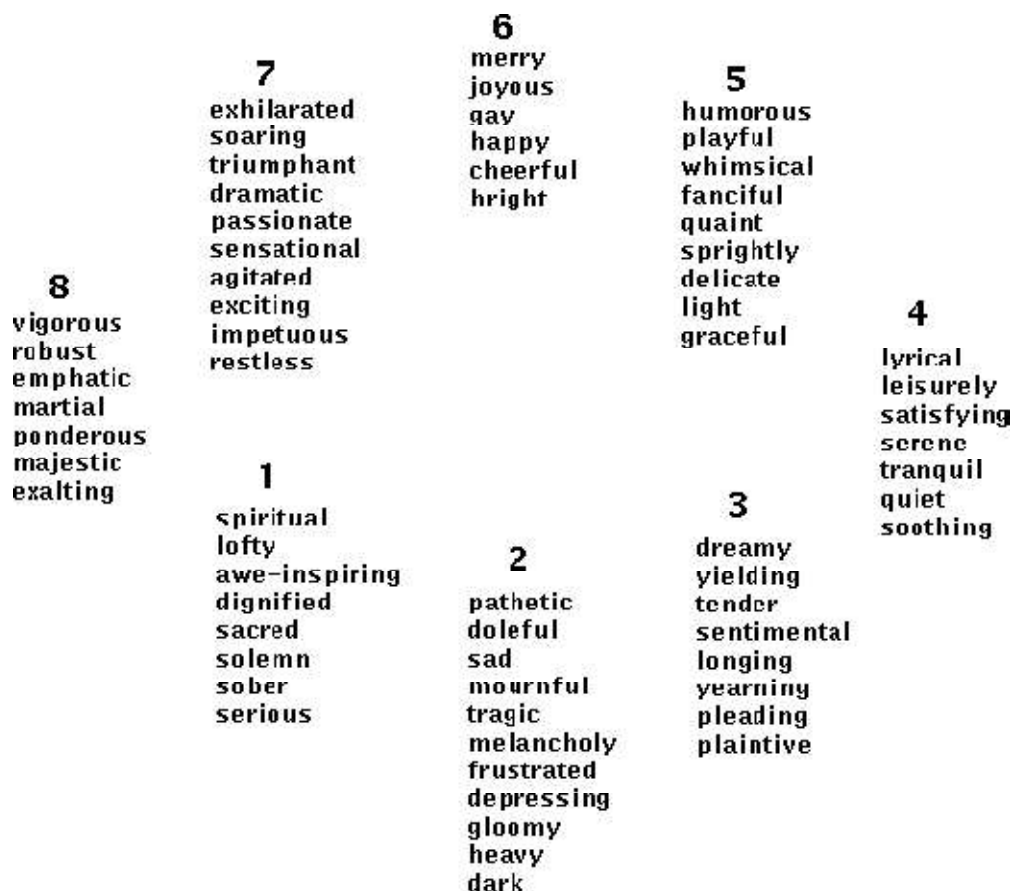 6
merry
joyous
gay
happy
cheerful
bright
7
exhilarated
soaring
triumphant
dramatic
passionate
sensational
agitated
exciting
impetuous
restless
5
humorous
playful
whimsical
fanciful
quaint
sprightly
delicate
light
graceful
8
vigorous
robust
emphatic
martial
ponderous
majestic
exalting
4
lyrical
leisurely
satisfying
serene
tranquil
quiet
soothing
1
spiritual
lofty
awe-inspiring
dignified
sacred
solemn
sober
serious
2
pathetic
doleful
sad
mournful
tragic
melancholy
frustrated
depressing
gloomy
heavy
dark
3
dreamy
yielding
tender
sentimental
longing
yearning
pleading
plaintive